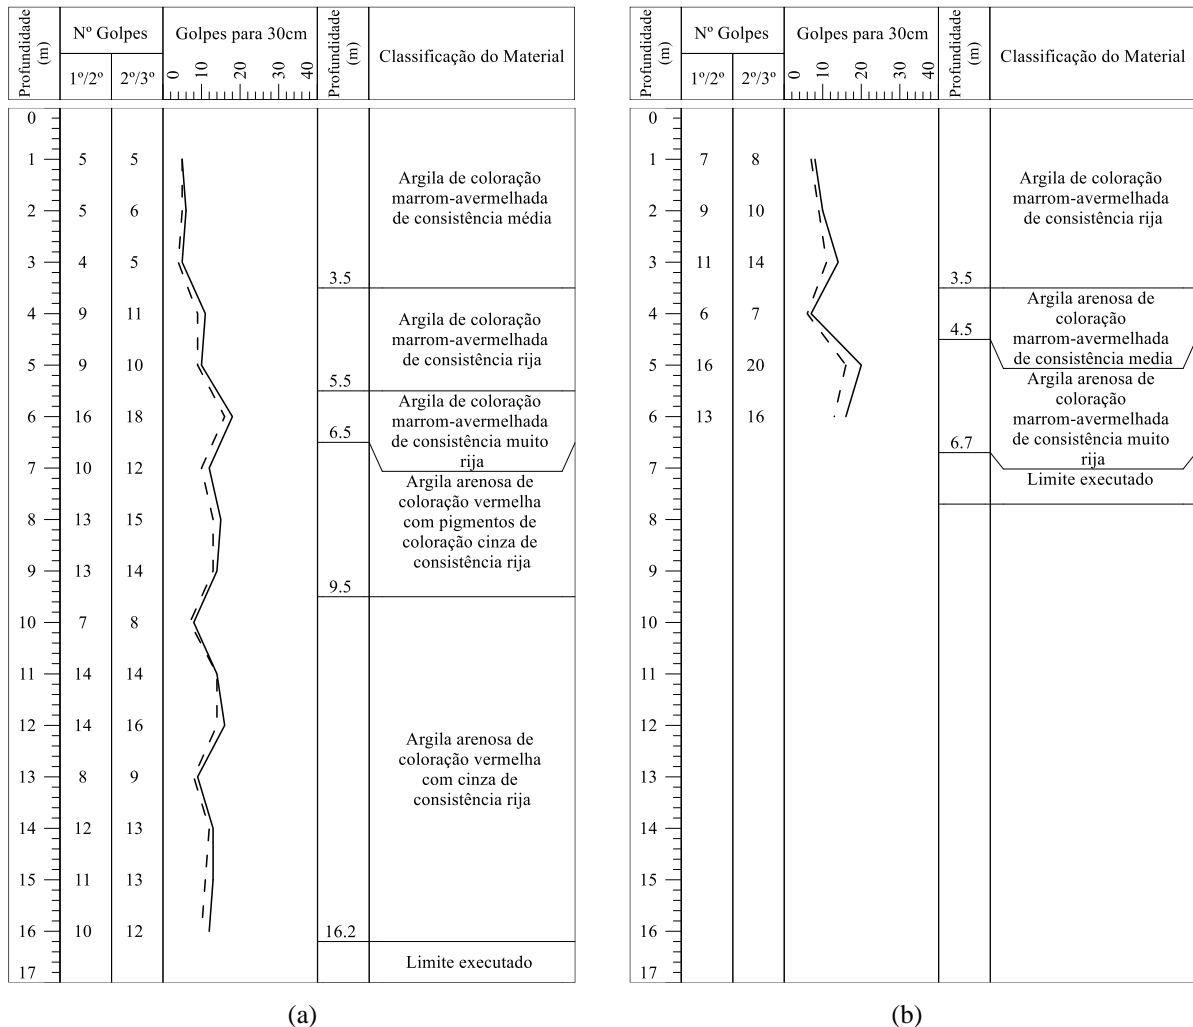 Profundidade
(m)
Nº Golpes
1º/2º
2º/3º
Golpes para 30cm
0
10
20
30
40
Profundidade
(m)
Classificação do Material
0
1 5 5
2 5 6
3 4 5
4 9 11
5 9 10
6 16 18
7 10 12
8 13 15
9 13 14
10 7 8
11 14 14
12 14 16
13 8 9
14 12 13
15 11 13
16 10 12
17
Argila de coloração
marrom-avermelhada
de consistência média
3.5
Argila de coloração
marrom-avermelhada
de consistência rija
5.5
Argila de coloração
marrom-avermelhada
de consistência muito
rija
6.5
Argila arenosa de
coloração vermelha
com pigmentos de
coloração cinza de
consistência rija
9.5
Argila arenosa de
coloração vermelha
com cinza de
consistência rija
16.2
Limite executado
(a)
Profundidade
(m)
Nº Golpes
1º/2º
2º/3º
Golpes para 30cm
0
10
20
30
40
Profundidade
(m)
Classificação do Material
0
1 7 8
2 9 10
3 11 14
4 6 7
5 16 20
6 13 16
7
8
9
10
11
12
13
14
15
16
17
Argila de coloração
marrom-avermelhada
de consistência rija
3.5
Argila arenosa de
coloração
marrom-avermelhada
de consistência media
4.5
Argila arenosa de
coloração
marrom-avermelhada
de consistência muito
rija
6.7
Limite executado
(b)